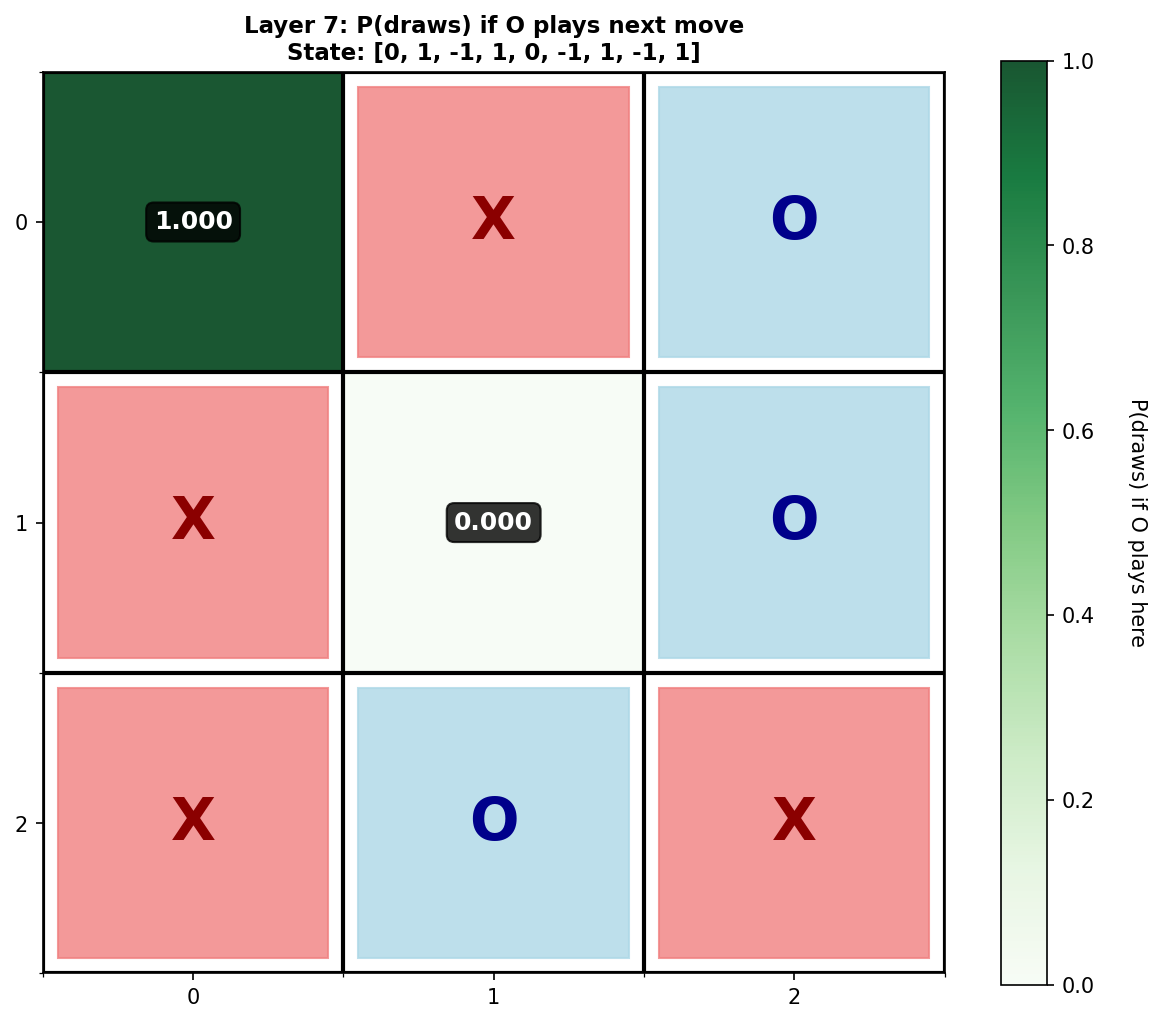 Layer 7: P(draws) if O plays next move
State: [0, 1, -1, 1, 0, -1, 1, -1, 1]
0
1.000
X
O
1
X
0.000
O
2
X
O
X
0
1
2
1.0
0.8
0.6
0.4
0.2
0.0
P(draws) if O plays here